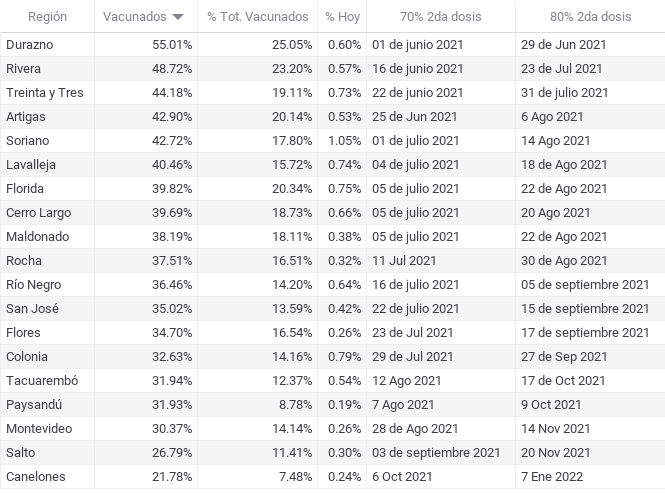 Región Vacunados % Tot. Vacunados % Hoy 70% 2da dosis 80% 2da dosis
Durazno 55.01% 25.05% 0.60% 01 de junio 2021 29 de Jun 2021
Rivera 48.72% 23.20% 0.57% 16 de junio 2021 23 de Jul 2021
Treinta y Tres 44.18% 19.11% 0.73% 22 de junio 2021 31 de julio 2021
Artigas 42.90% 20.14% 0.53% 25 de Jun 2021 6 Ago 2021
Soriano 42.72% 17.80% 1.05% 01 de julio 2021 14 Ago 2021
Lavalleja 40.46% 15.72% 0.74% 04 de julio 2021 18 de Ago 2021
Florida 39.82% 20.34% 0.75% 05 de julio 2021 22 de Ago 2021
Cerro Largo 39.69% 18.73% 0.66% 05 de julio 2021 20 Ago 2021
Maldonado 38.19% 18.11% 0.38% 05 de julio 2021 22 de Ago 2021
Rocha 37.51% 16.51% 0.32% 11 Jul 2021 30 de Ago 2021
Río Negro 36.46% 14.20% 0.64% 16 de julio 2021 05 de septiembre 2021
San José 35.02% 13.59% 0.42% 22 de julio 2021 15 de septiembre 2021
Flores 34.70% 16.54% 0.26% 23 de Jul 2021 17 de septiembre 2021
Colonia 32.63% 14.16% 0.79% 29 de Jul 2021 27 de Sep 2021
Tacuarembó 31.94% 12.37% 0.54% 12 Ago 2021 17 de Oct 2021
Paysandú 31.93% 8.78% 0.19% 7 Ago 2021 9 Oct 2021
Montevideo 30.37% 14.14% 0.26% 28 de Ago 2021 14 Nov 2021
Salto 26.79% 11.41% 0.30% 03 de septiembre 2021 20 Nov 2021
Canelones 21.78% 7.48% 0.24% 6 Oct 2021 7 Ene 2022